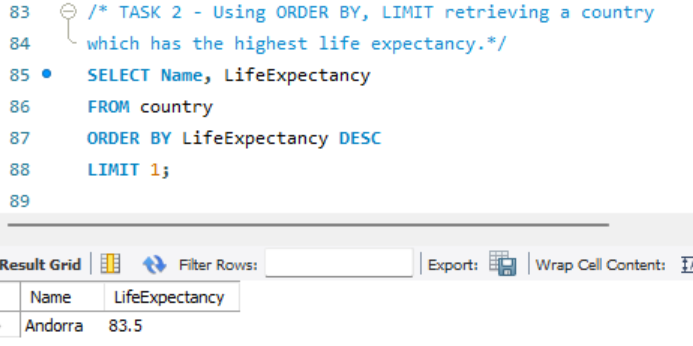 83 /* TASK 2 - Using ORDER BY, LIMIT retrieving a country
84 which has the highest life expectancy.*/
85 SELECT Name, LifeExpectancy
86 FROM country
87 ORDER BY LifeExpectancy DESC
88 LIMIT 1;
89
Result Grid Filter Rows: Export: Wrap Cell Content:
Name LifeExpectancy
Andorra 83.5